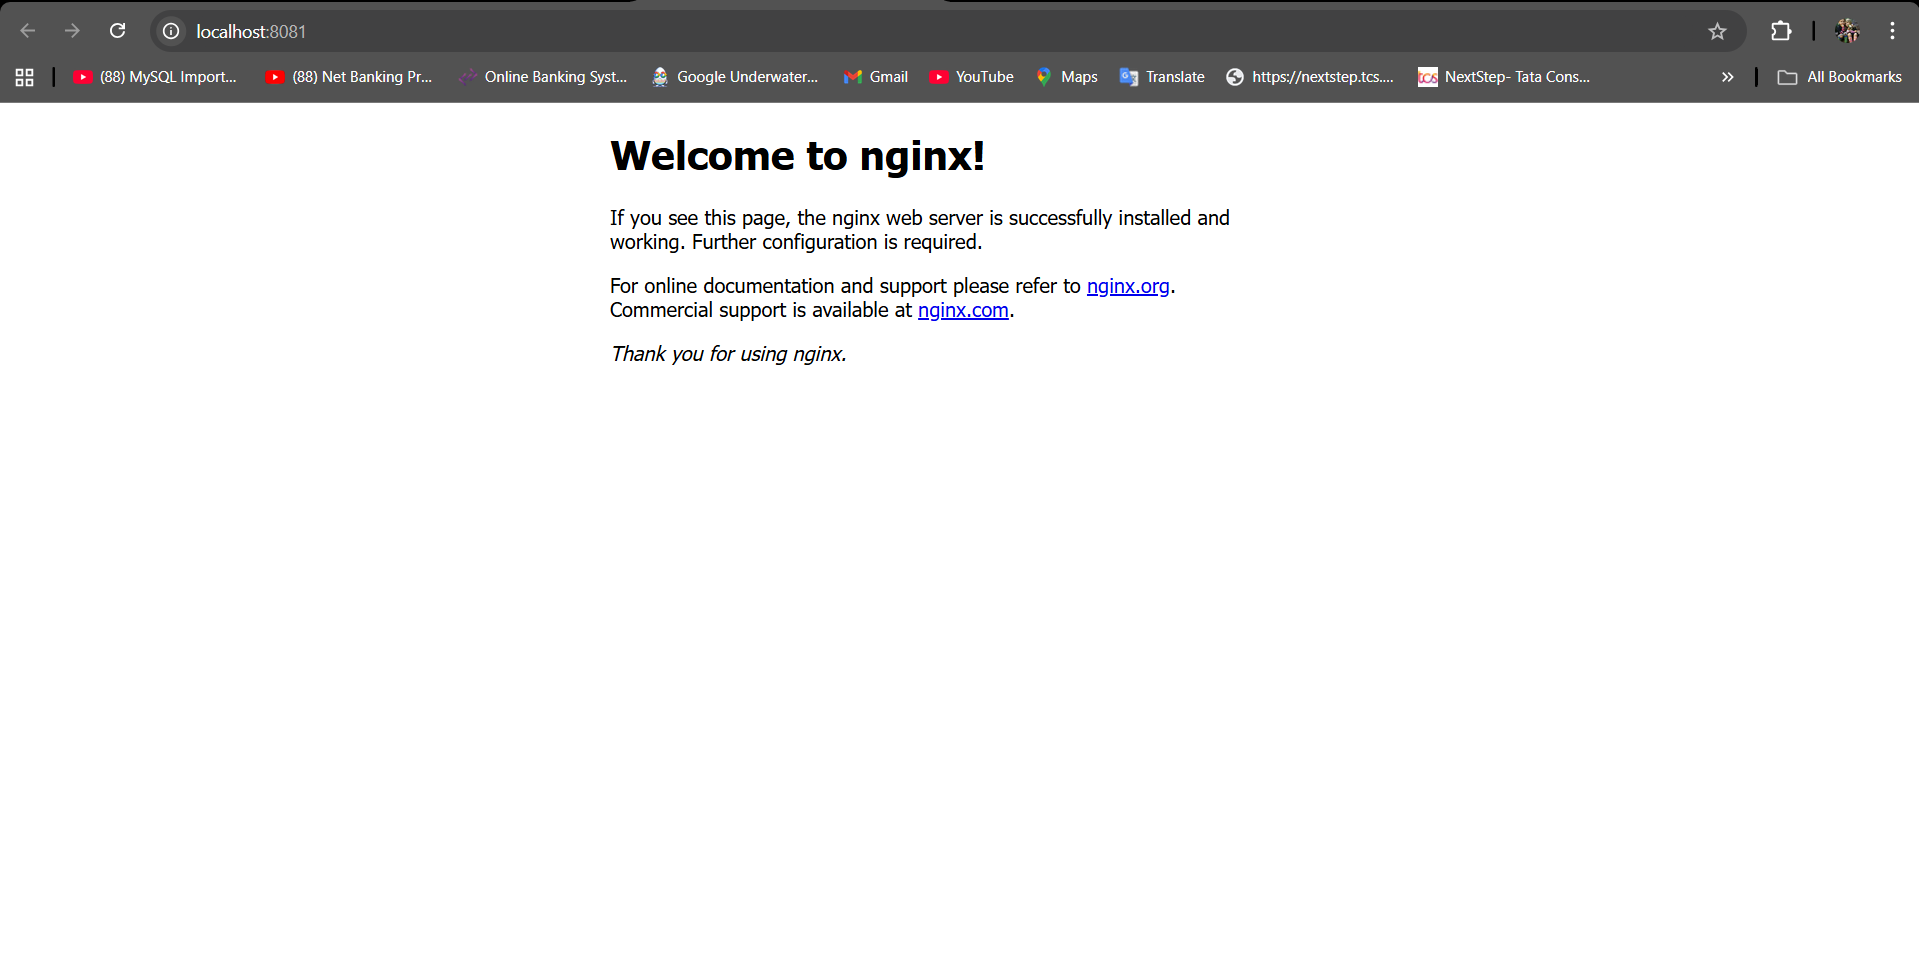 localhost:8081
(88) MySQL Import... (88) Net Banking Pr... Online Banking Syst... Google Underwater... Gmail YouTube Maps Translate https://nextstep.tcs.... tcs NextStep- Tata Cons... » All Bookmarks
Welcome to nginx!
If you see this page, the nginx web server is successfully installed and
working. Further configuration is required.
For online documentation and support please refer to nginx.org.
Commercial support is available at nginx.com.
Thank you for using nginx.